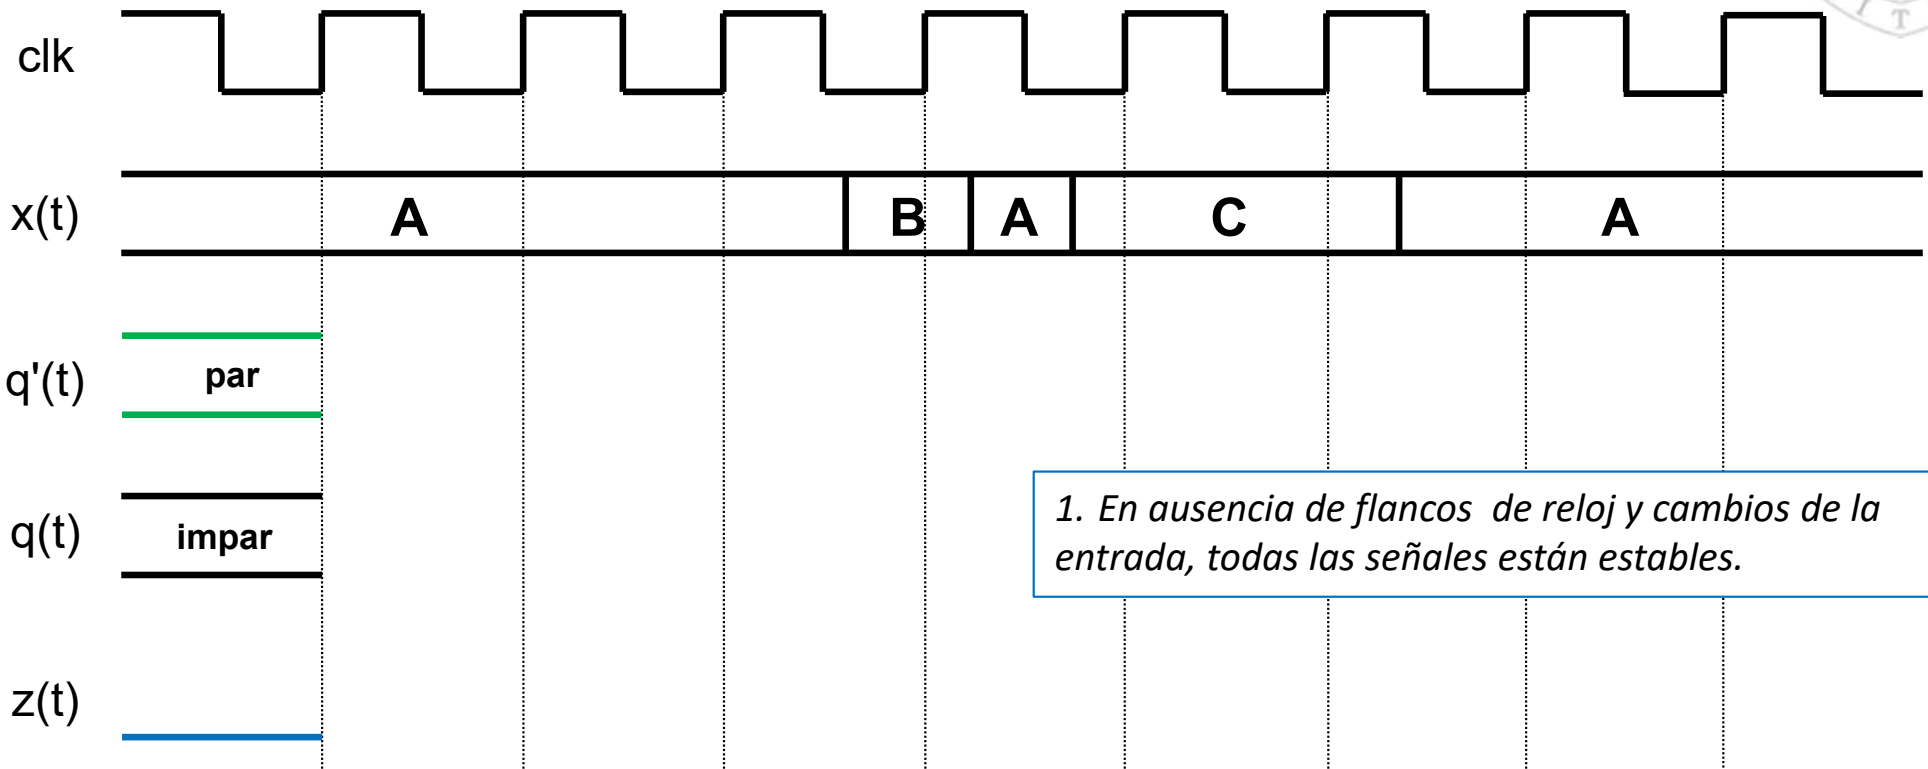 clk
x(t)
A
B
A
C
A
q'(t)
par
q(t)
impar
1. En ausencia de flancos de reloj y cambios de la
entrada, todas las señales están estables.
z(t)